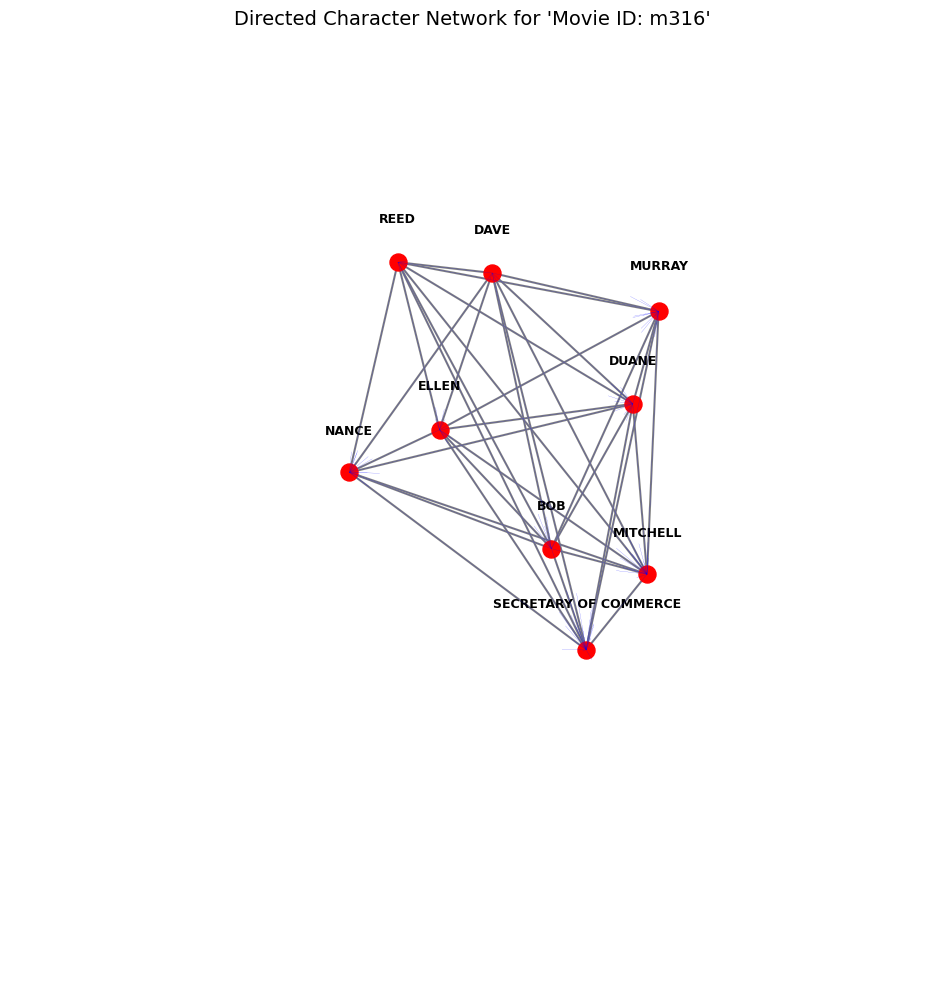 Directed Character Network for 'Movie ID: m316'
REED
DAVE
MURRAY
DUANE
ELLEN
NANCE
BOB
MITCHELL
SECRETARY OF COMMERCE